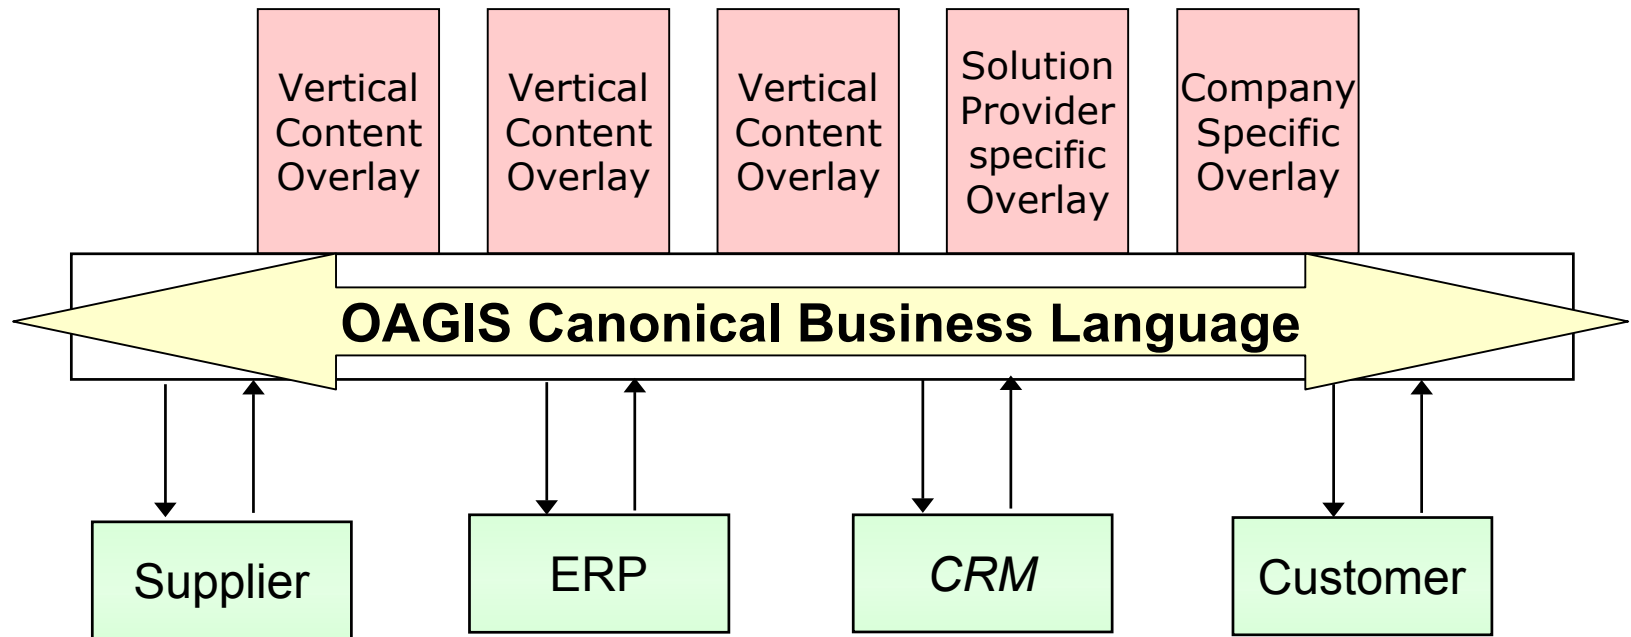 Vertical
Content
Overlay
Vertical
Content
Overlay
Vertical
Content
Overlay
Solution
Provider
specific
Overlay
Company
Specific
Overlay
OAGIS Canonical Business Language
Supplier
ERP
CRM
Customer